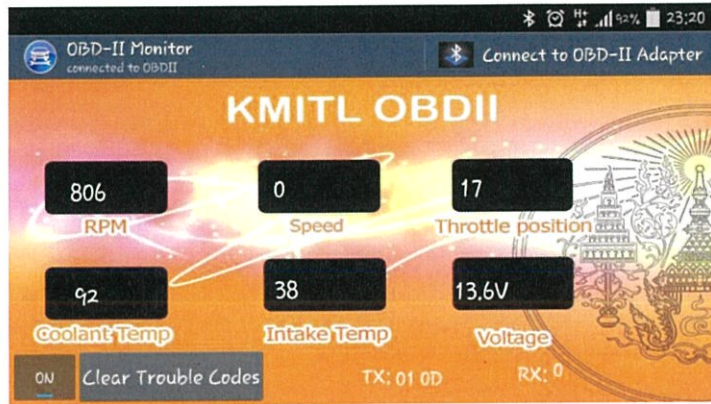 92% 23:20
OBD-II Monitor
connected to OBDII
Connect to OBD-II Adapter
KMITL OBDII
806
0
17
RPM
Speed
Throttle position
92
38
13.6V
Coolant Temp
Intake Temp
Voltage
ON
Clear Trouble Codes
TX: 01 0D
RX: 0